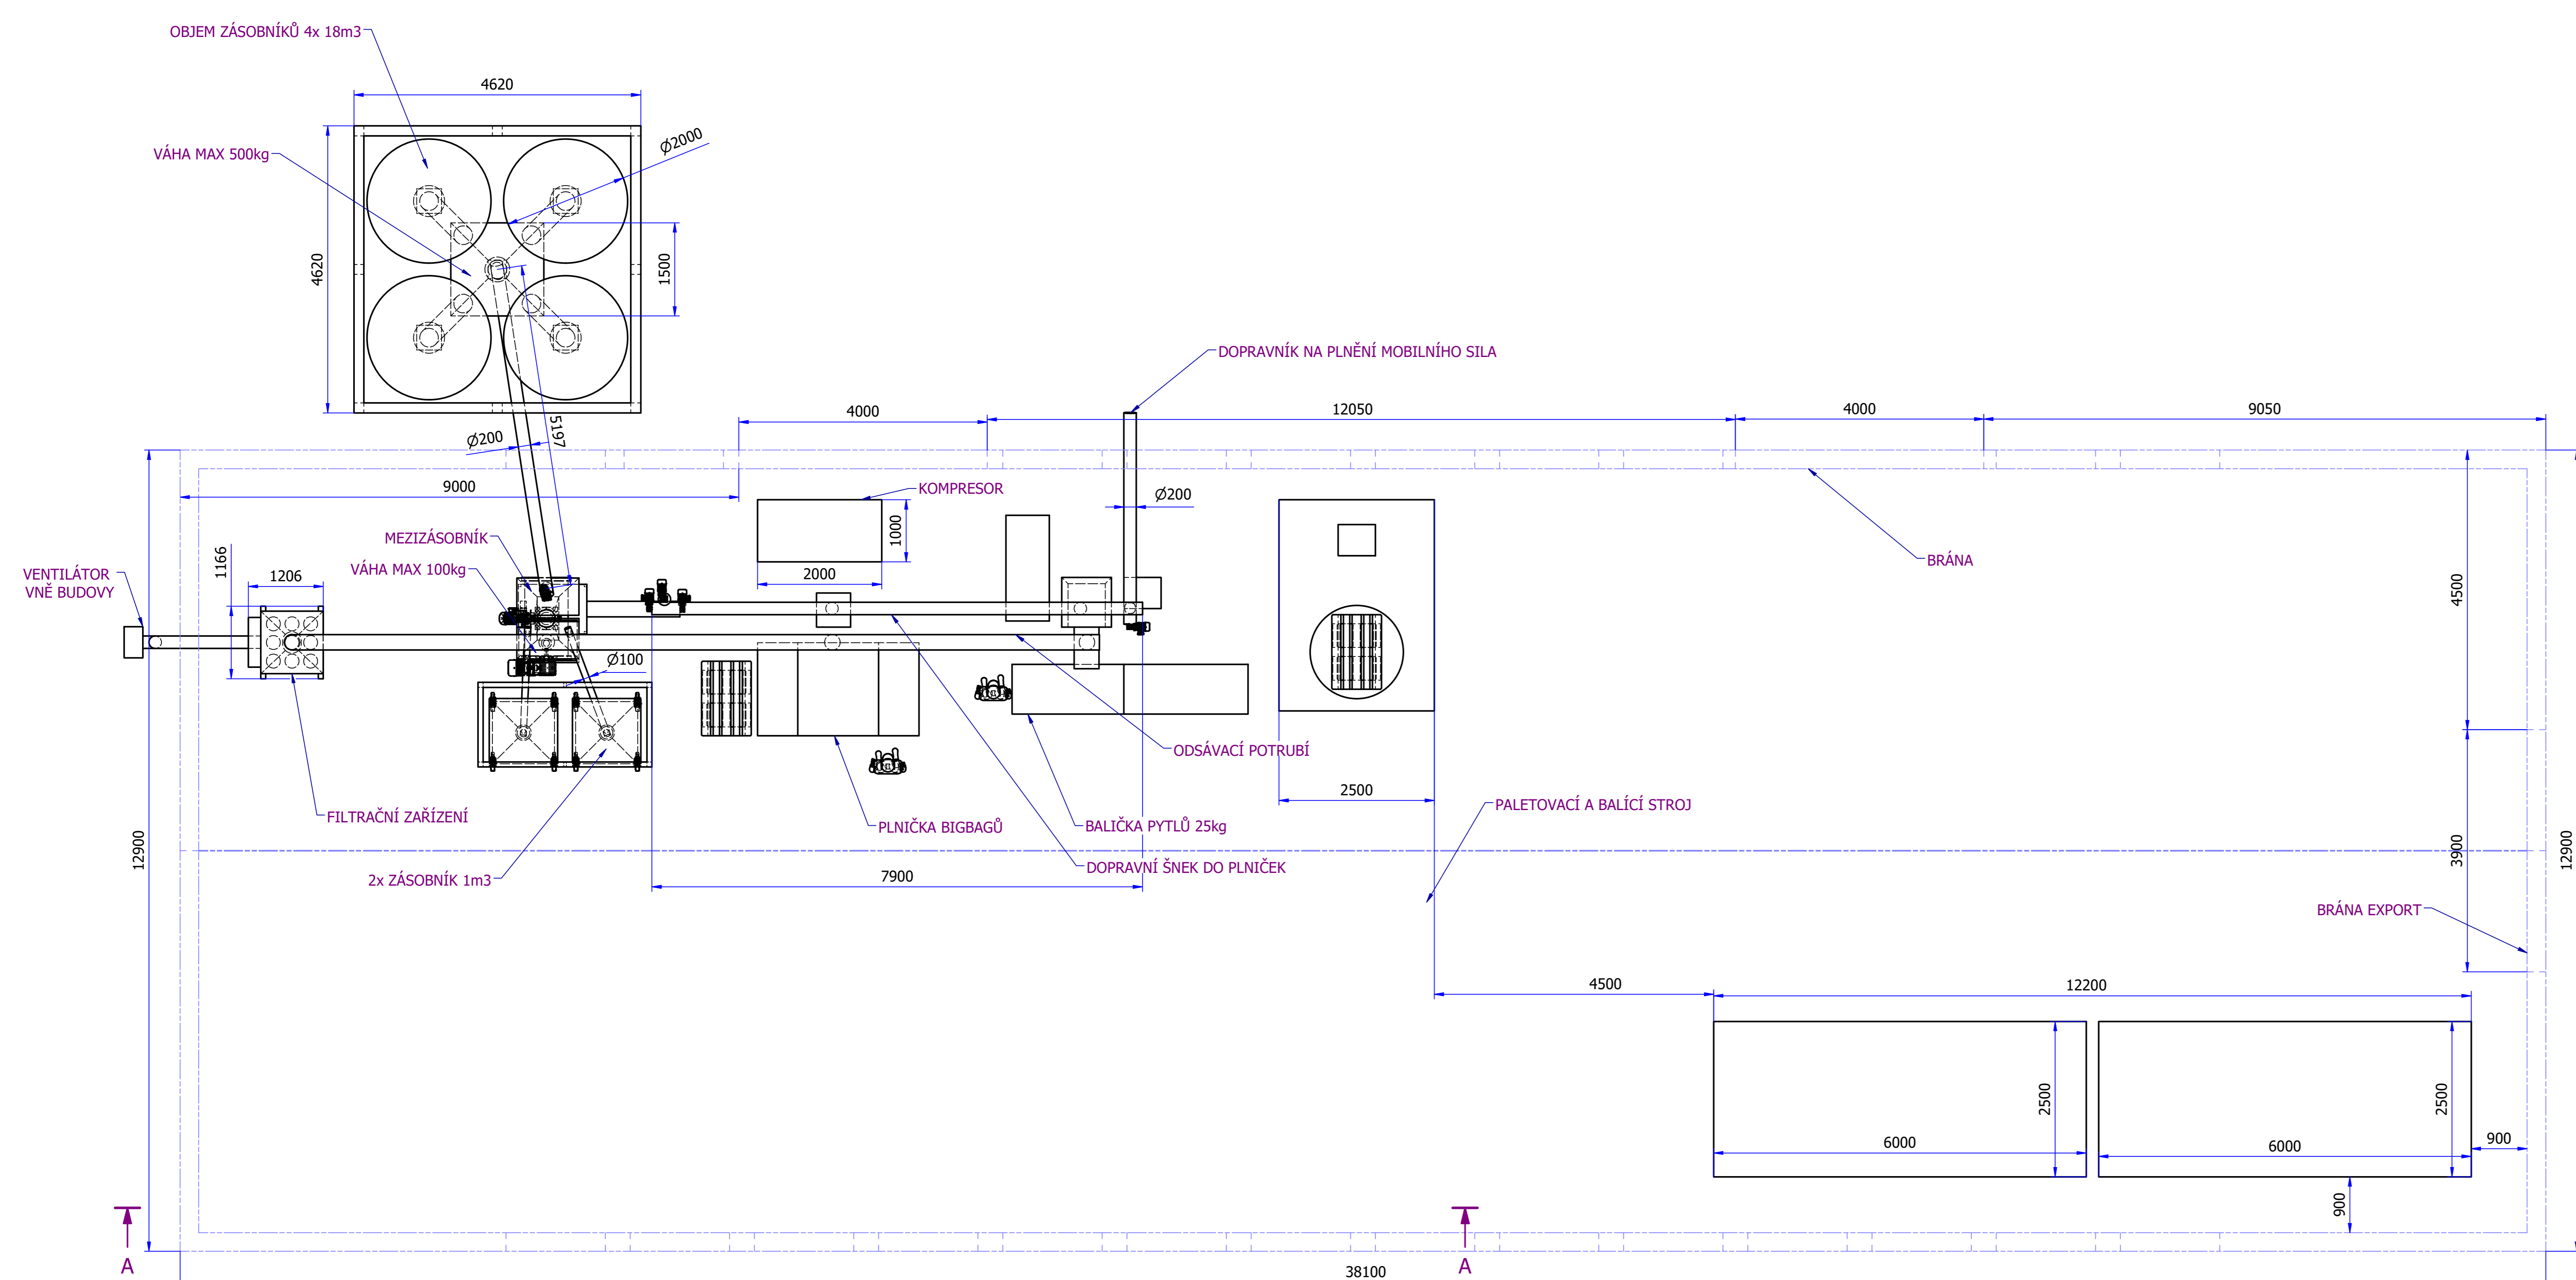 OBJEM ZÁSOBNÍKŮ 4x 18m3
4620
Ø2000
VÁHA MAX 500kg
4620
1500
DOPRAVNÍK NA PLNĚNÍ MOBILNÍHO SILA
4000
12050
4000
9050
5197
Ø200
9000
KOMPRESOR
Ø200
1000
MEZIZÁSOBNÍK
VÁHA MAX 100kg
1166
1206
2000
VENTILÁTOR
VNĚ BUDOVY
BRÁNA
4500
Ø100
ODSÁVACÍ POTRUBÍ
2500
PALETOVACÍ A BALÍCÍ STROJ
FILTRAČNÍ ZAŘÍZENÍ
PLNIČKA BIGBAGŮ
BALIČKA PYTLŮ 25kg
12900
3900
12900
DOPRAVNÍ ŠNEK DO PLNIČEK
2x ZÁSOBNÍK 1m3
7900
BRÁNA EXPORT
4500
12200
2500
2500
6000
6000
900
900
A
A
38100